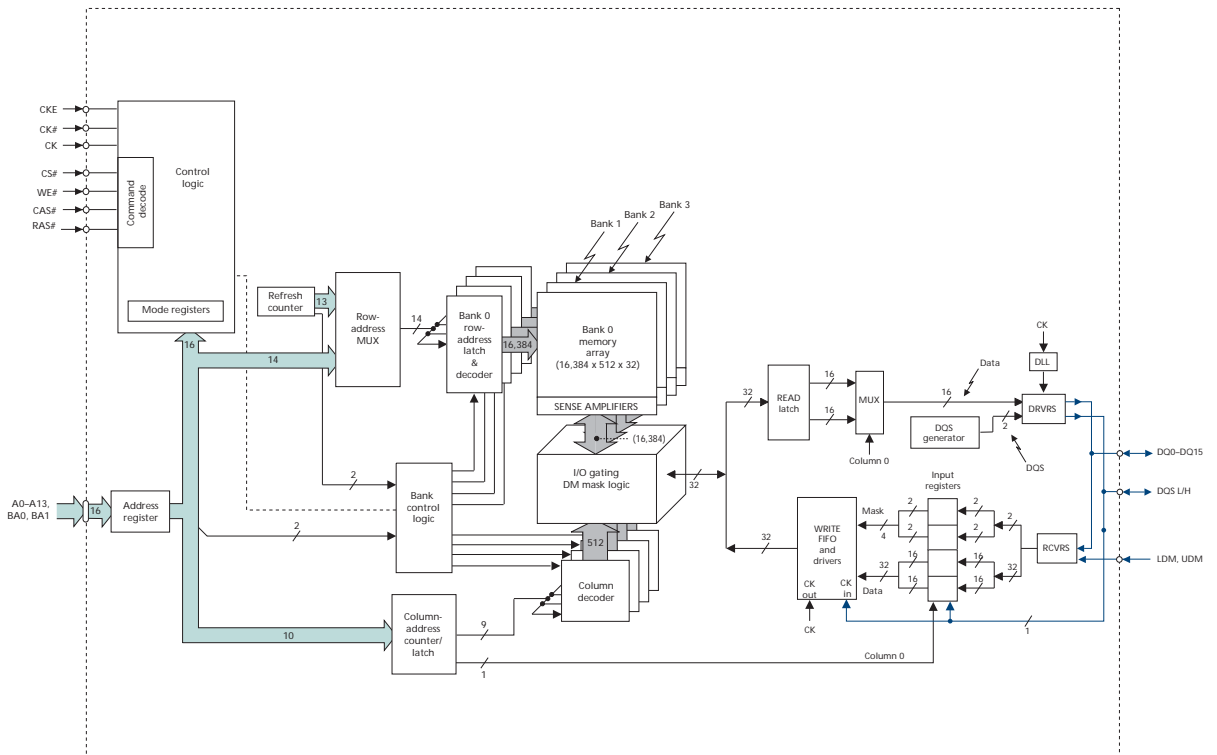 CKE
CK#
CK
CS#
WE#
CAS#
RAS#
Command
decode
Control
logic
Mode registers
Refresh
counter
13
Row-
address
MUX
14
Bank 0
row-
address
latch
&
decoder
16,384
Bank 1
Bank 2
Bank 3
Bank 0
memory
array
(16,384 x 512 x 32)
SENSE AMPLIFIERS
(16,384)
I/O gating
DM mask logic
16
14
2
2
A0–A13,
BA0, BA1
16
Address
register
Bank
control
logic
512
Column
decoder
10
Column-
address
counter/
latch
9
1
Column 0
32
32
READ
latch
16
16
MUX
Column 0
16
Data
DQS
generator
2
DQS
CK
DLL
DRVRS
DQ0–DQ15
DQS L/H
LDM, UDM
RCVRS
Input
registers
32
WRITE
FIFO
and
drivers
CK
out
CK
in
CK
Mask
4
32
Data
2
2
16
16
2
2
16
16
2
32
1